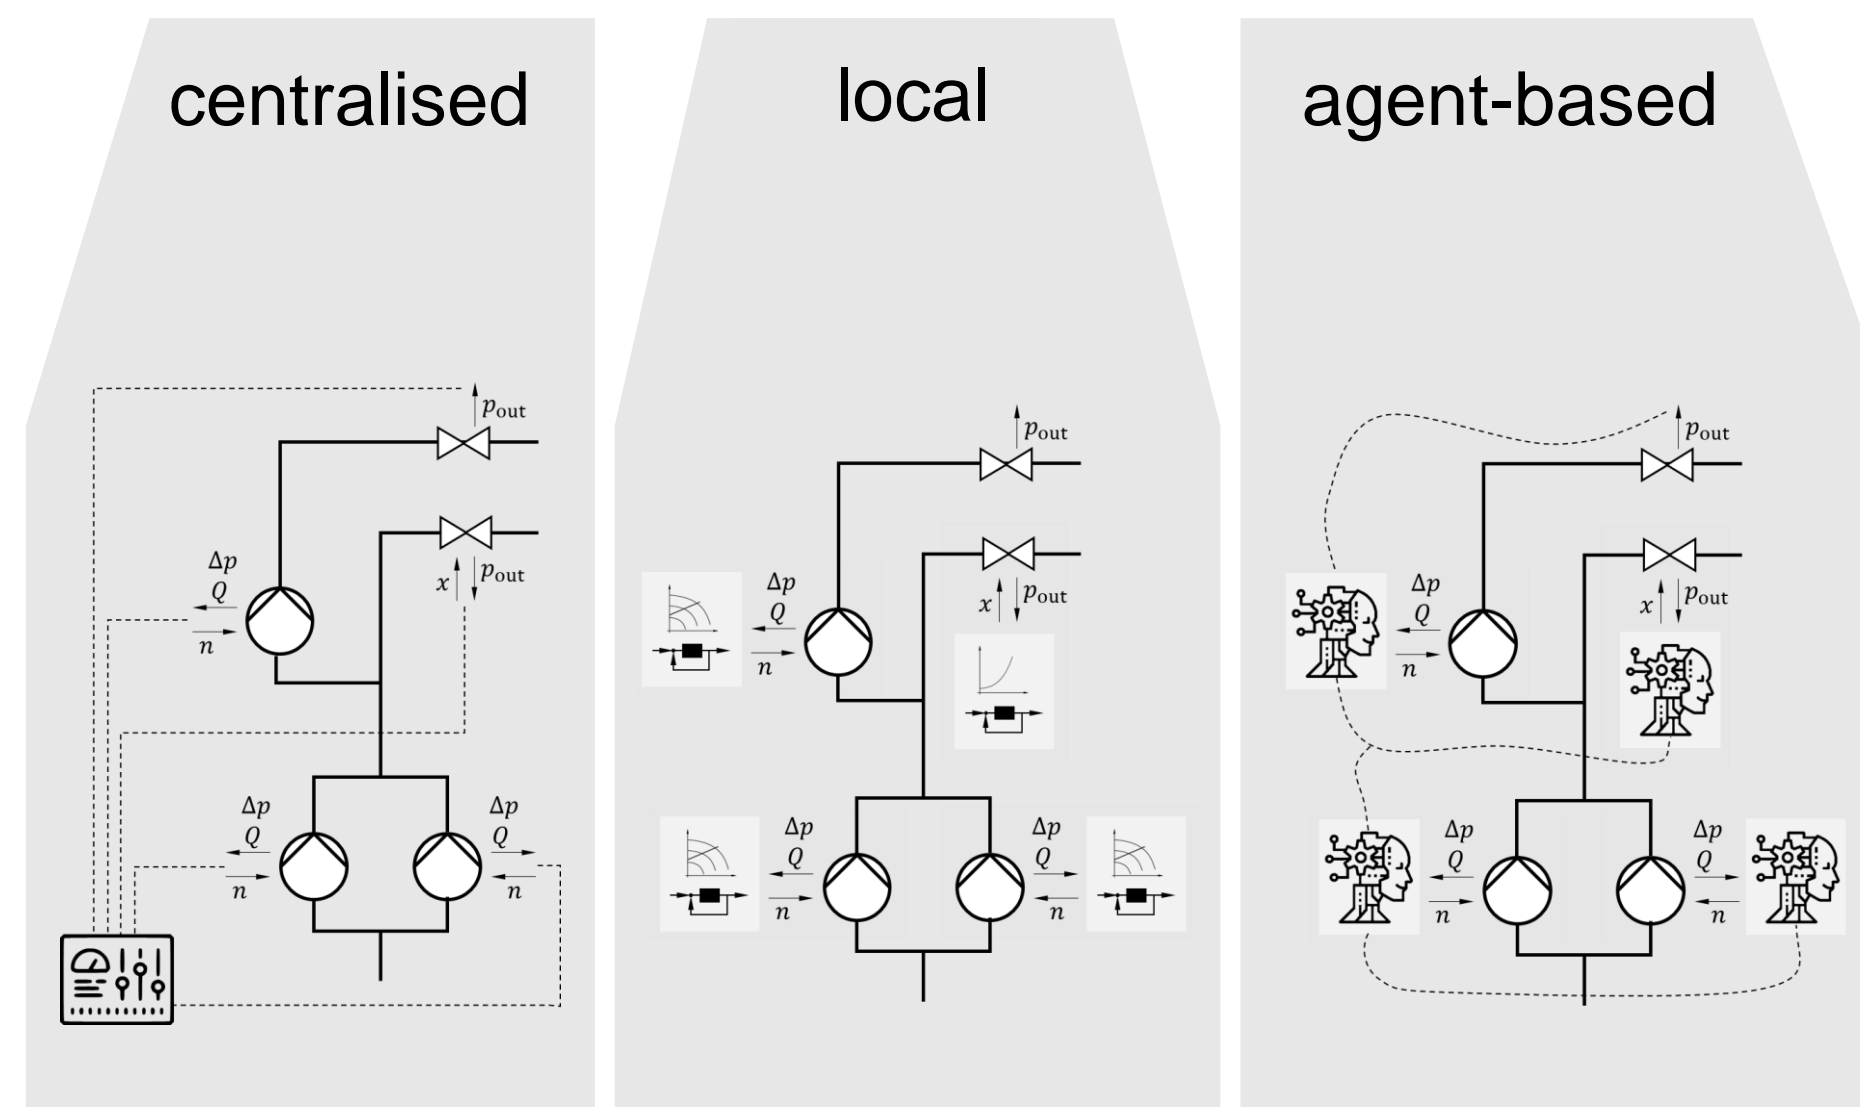 centralised
local
agent-based
p_out
Δp
Q
n
x
p_out
Δp
Q
n
Δp
Q
n
p_out
Δp
Q
n
x
p_out
Δp
Q
n
Δp
Q
n
p_out
Δp
Q
n
x
p_out
Δp
Q
n
Δp
Q
n